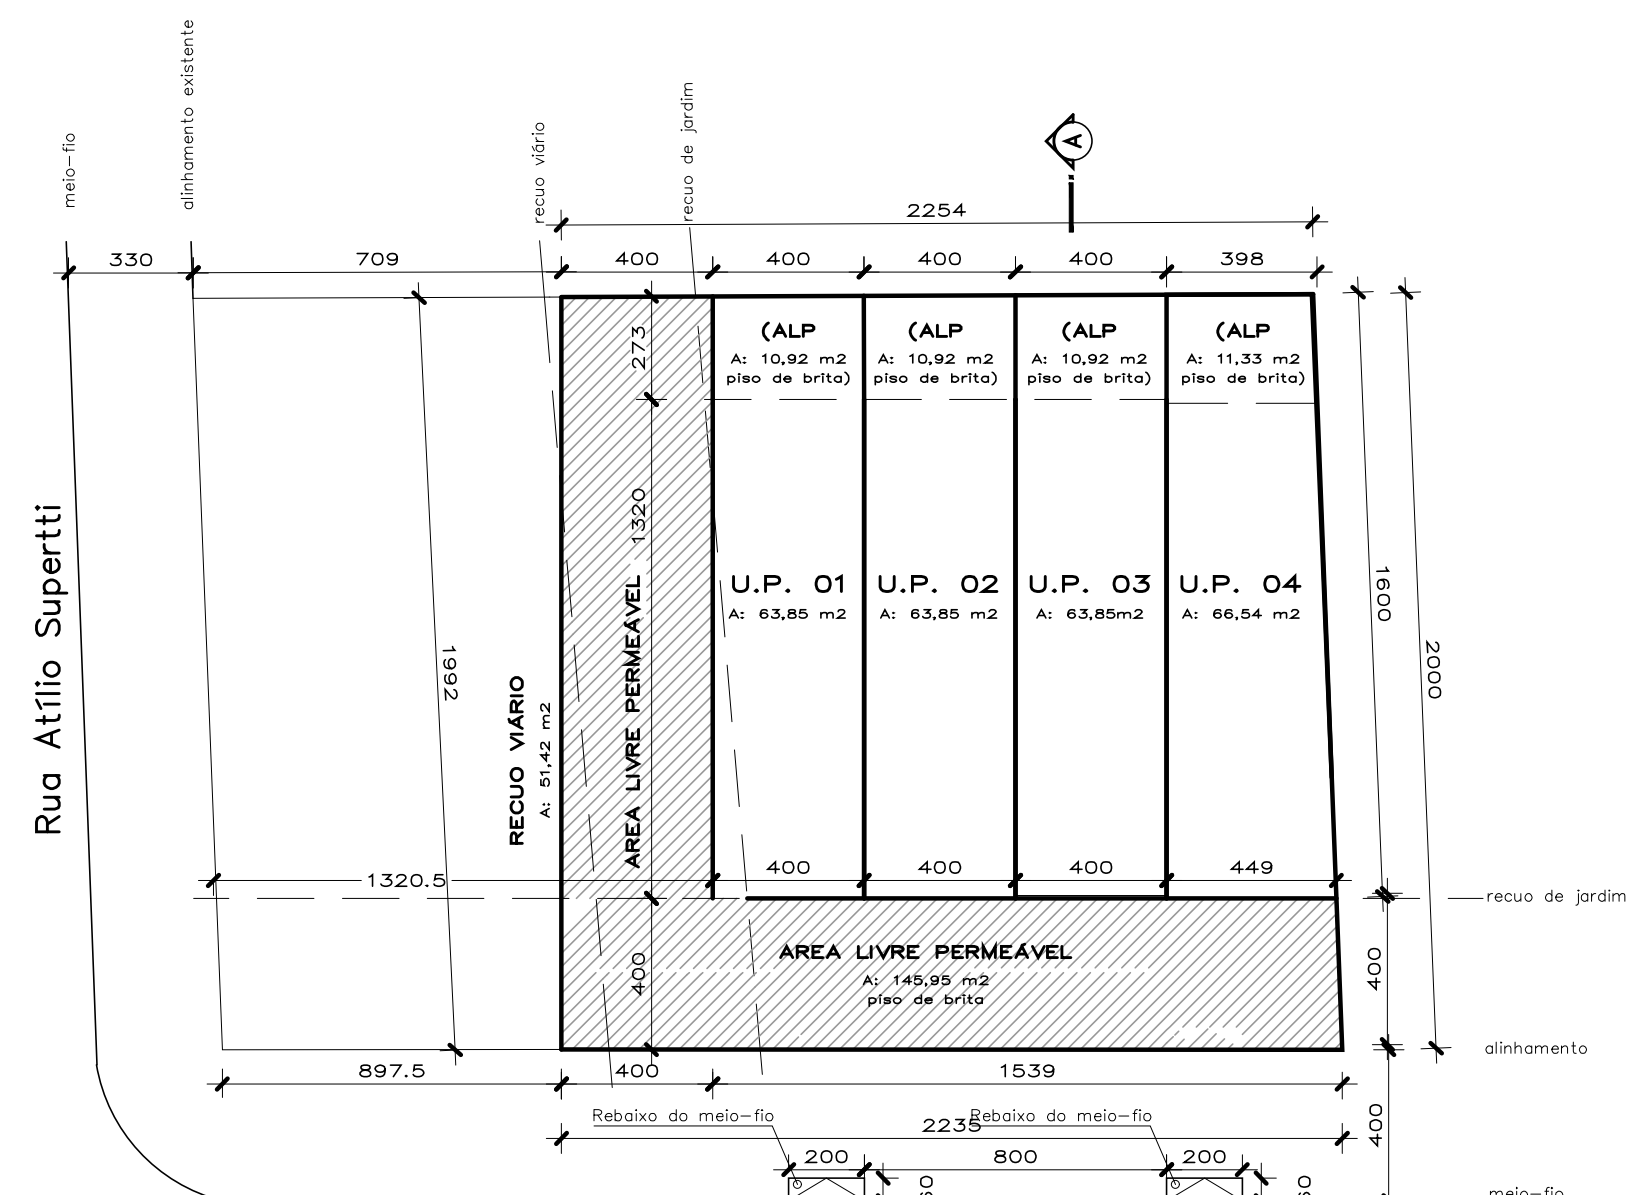 meio-fio
alinhamento existente
recuo viário
recuo de jardim
A
2254
330
709
400
400
400
400
398
273
(ALP
A: 10,92 m2
piso de brita)
(ALP
A: 10,92 m2
piso de brita)
(ALP
A: 10,92 m2
piso de brita)
(ALP
A: 11,33 m2
piso de brita)
1320
U.P. 01
A: 63,85 m2
U.P. 02
A: 63,85 m2
U.P. 03
A: 63,85m2
U.P. 04
A: 66,54 m2
1600
2000
Rua Atílio Supertti
1992
RECUO VIÁRIO
A: 51,42 m2
AREA LIVRE PERMEÁVEL
1320.5
400
400
400
449
recuo de jardim
AREA LIVRE PERMEÁVEL
A: 145,95 m2
piso de brita
400
400
alinhamento
897.5
400
1539
Rebaixo do meio-fio
Rebaixo do meio-fio
2235
400
200
800
200
meio-fio